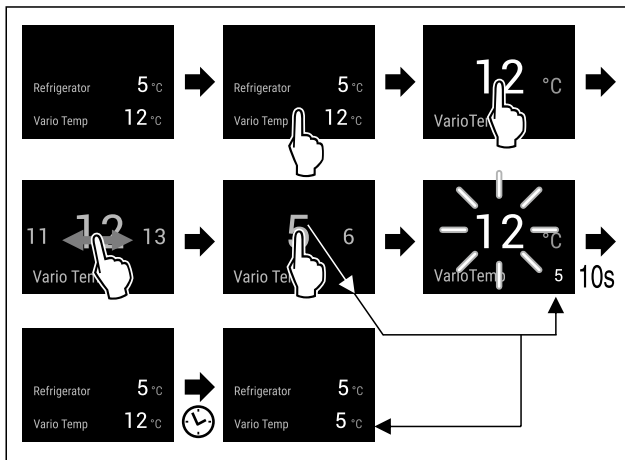 Refrigerator 5 °C
Vario Temp 12 °C
Refrigerator 5 °C
Vario Temp 12 °C
12 °C
VarioTemp
11 12 13
Vario Tem
5 6
Vario Te
12 °C
VarioTemp 5
10s
Refrigerator 5 °C
Vario Temp 12 °C
Refrigerator 5 °C
Vario Temp 5 °C